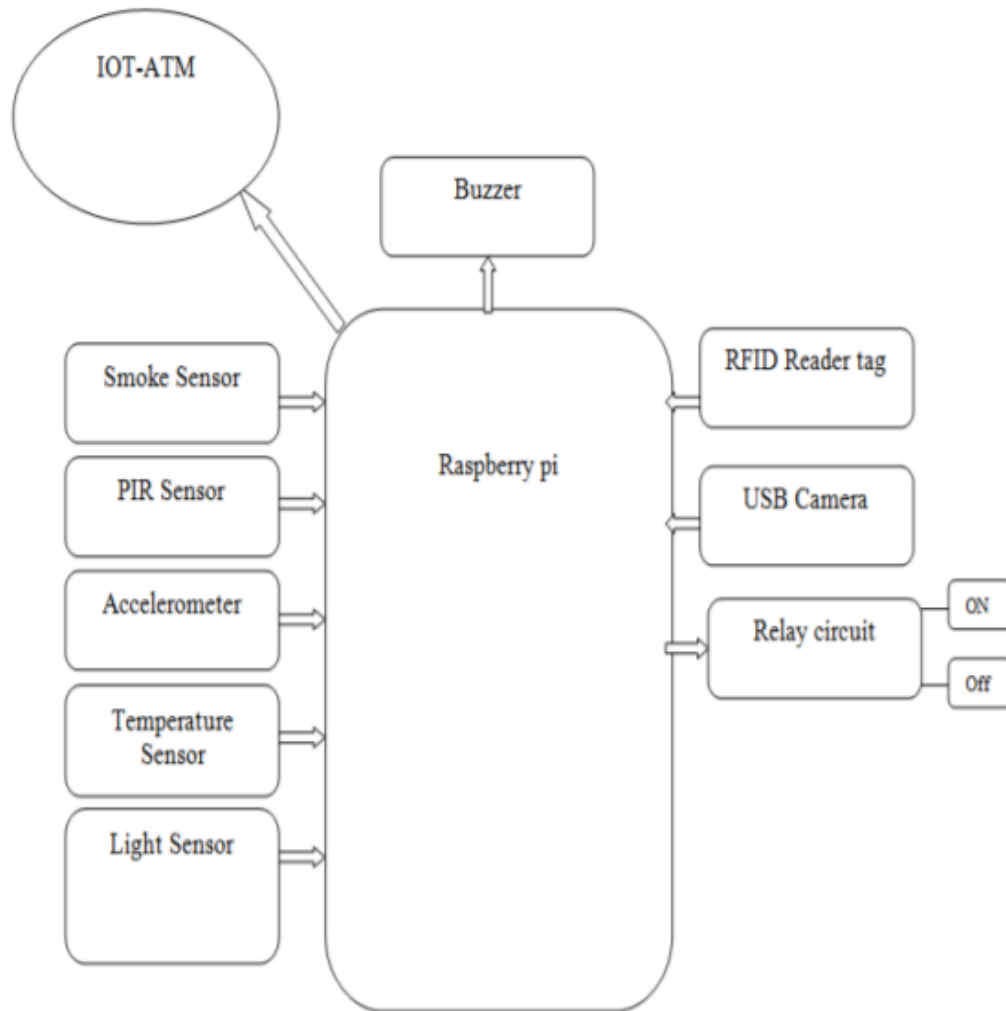 IOT-ATM
Buzzer
Smoke Sensor
RFID Reader tag
Raspberry pi
PIR Sensor
USB Camera
Accelerometer
ON
Relay circuit
Off
Temperature
Sensor
Light Sensor